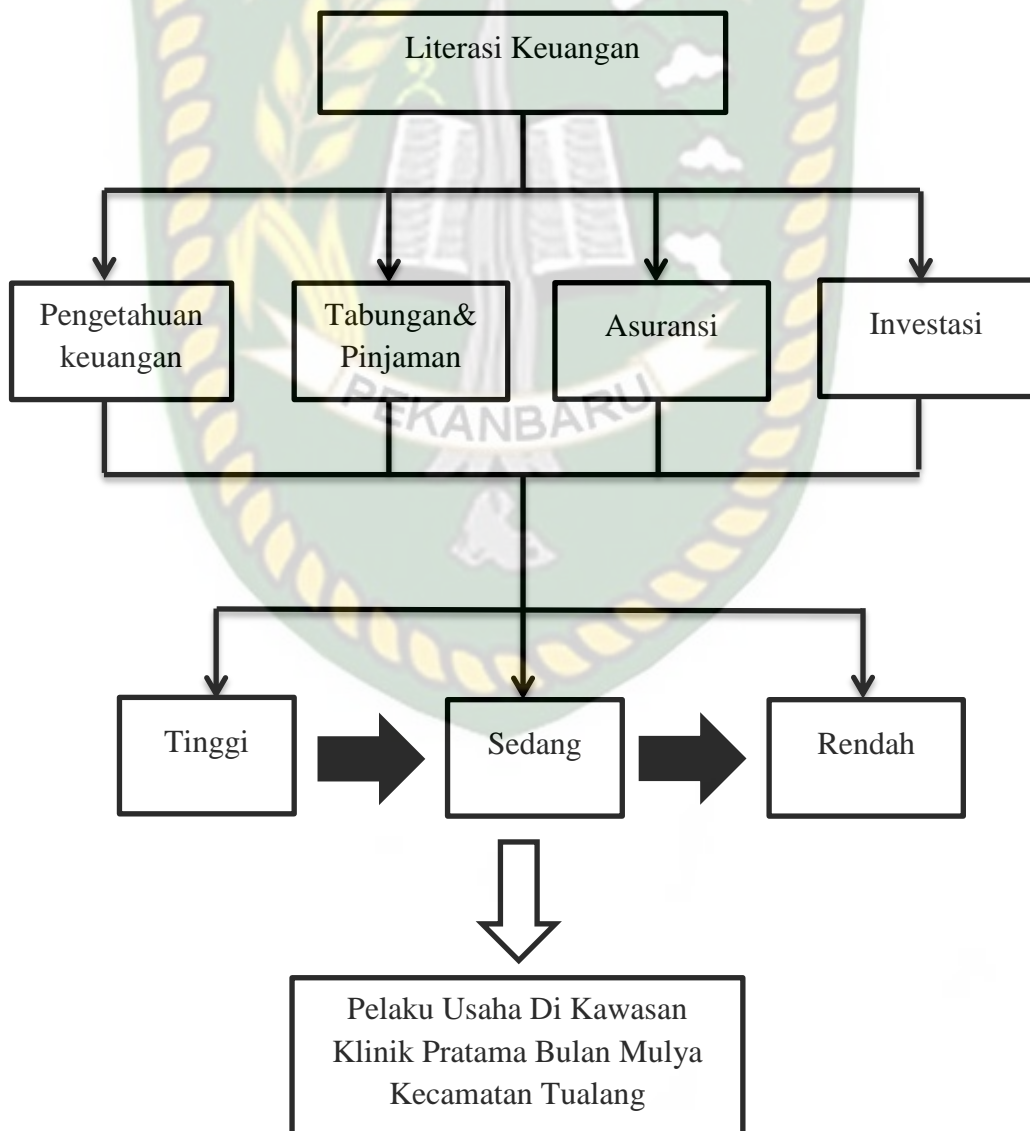 Literasi Keuangan
Pengetahuan
keuangan
Tabungan&
Pinjaman
Asuransi
Investasi
PEKANBARU
Tinggi
Sedang
Rendah
Pelaku Usaha Di Kawasan
Klinik Pratama Bulan Mulya
Kecamatan Tualang